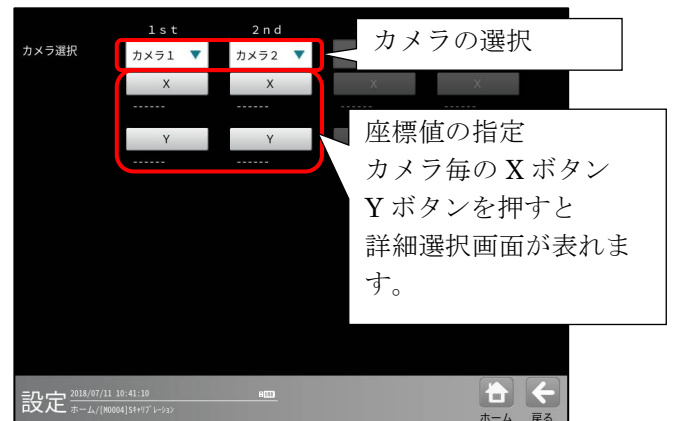 1st 2nd
カメラ選択 カメラ1 ▼ カメラ2 ▼
カメラの選択
X X X X
------ ------ ------ ------
Y Y
------ ------
座標値の指定
カメラ毎の X ボタン
Y ボタンを押すと
詳細選択画面が表れま
す。
設定 2018/07/11 10:41:10
ホーム/[M0004]Sキャリブレーション
ホーム 戻る